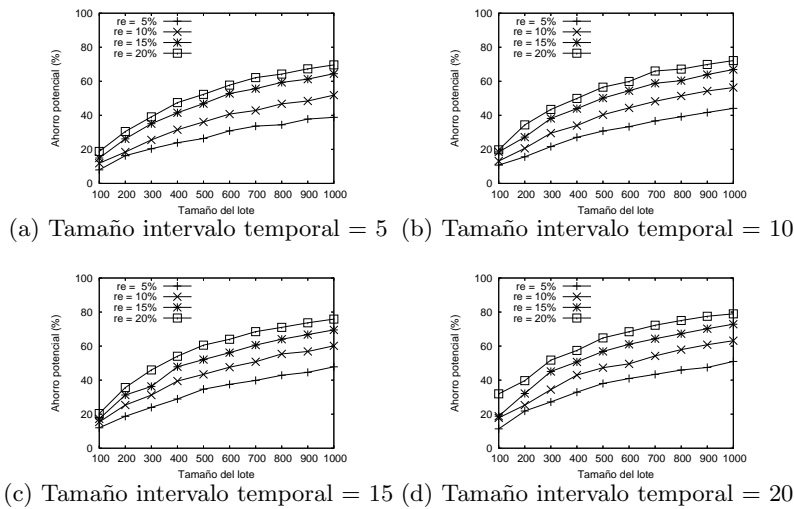 100
80
60
40
20
0
Ahorro potencial (%)
re = 5%
re = 10%
re = 15%
re = 20%
100 200 300 400 500 600 700 800 900 1000
Tamaño del lote
(a) Tamaño intervalo temporal = 5
100
80
60
40
20
0
Ahorro potencial (%)
re = 5%
re = 10%
re = 15%
re = 20%
100 200 300 400 500 600 700 800 900 1000
Tamaño del lote
(b) Tamaño intervalo temporal = 10
100
80
60
40
20
0
Ahorro potencial (%)
re = 5%
re = 10%
re = 15%
re = 20%
100 200 300 400 500 600 700 800 900 1000
Tamaño del lote
(c) Tamaño intervalo temporal = 15
100
80
60
40
20
0
Ahorro potencial (%)
re = 5%
re = 10%
re = 15%
re = 20%
100 200 300 400 500 600 700 800 900 1000
Tamaño del lote
(d) Tamaño intervalo temporal = 20